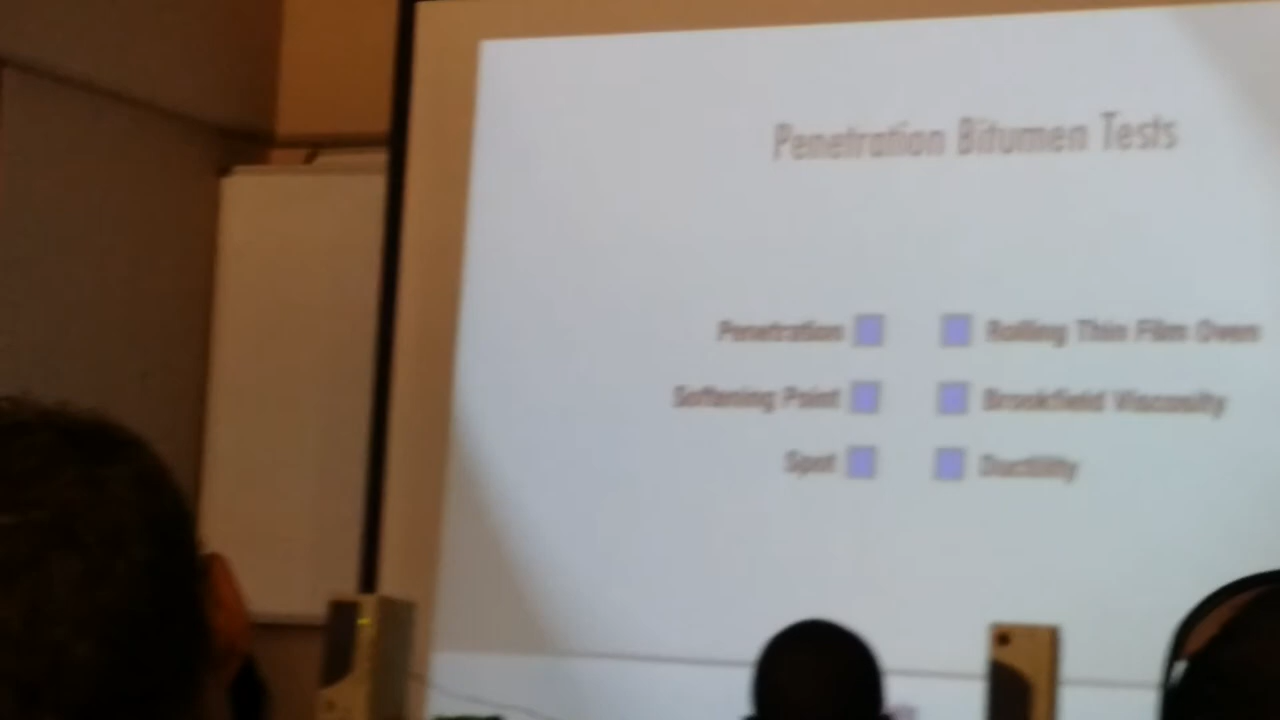 Penetration Bitumen Tests
Penetration
Rolling Thin Film Oven
Softening Point
Brookfield Viscosity
Spot
Ductility